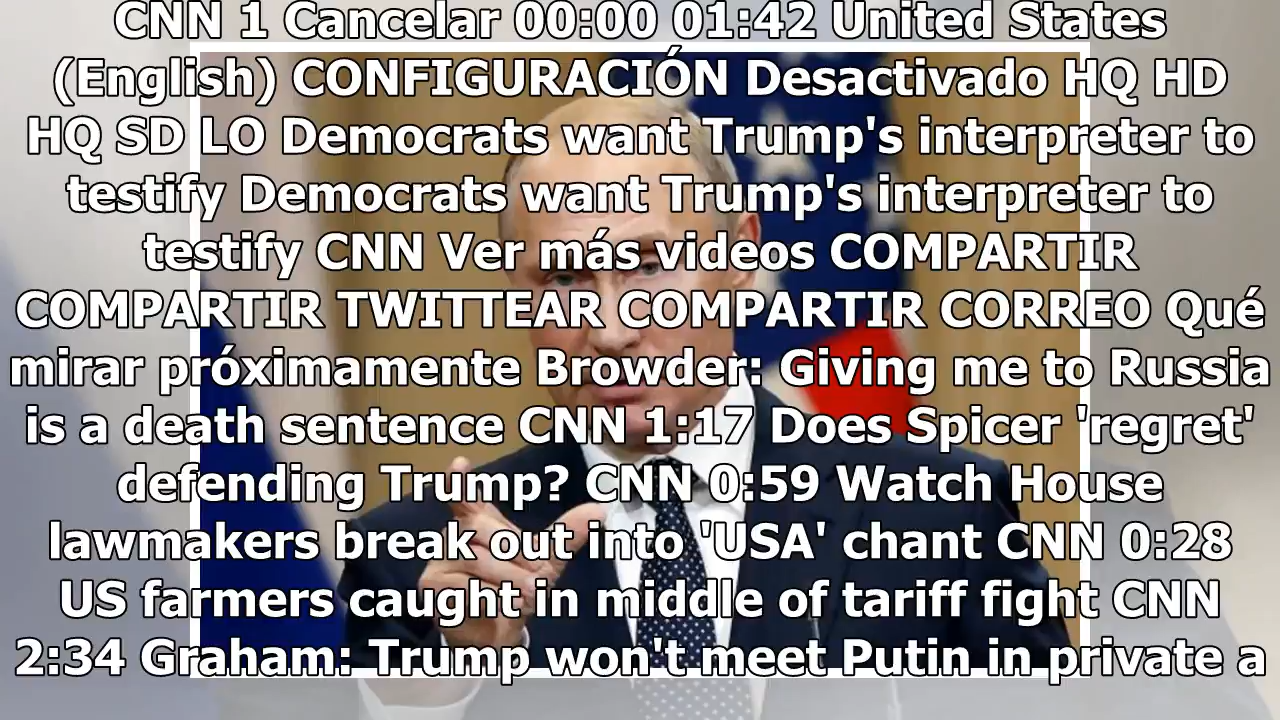 CNN 1 Cancelar 00:00 01:42 United States
(English) CONFIGURACIÓN Desactivado HQ HD
HQ SD LO Democrats want Trump's interpreter to
testify Democrats want Trump's interpreter to
testify CNN Ver más videos COMPARTIR
COMPARTIR TWITTEAR COMPARTIR CORREO Qué
mirar próximamente Browder: Giving me to Russia
is a death sentence CNN 1:17 Does Spicer 'regret'
defending Trump? CNN 0:59 Watch House
lawmakers break out into 'USA' chant CNN 0:28
US farmers caught in middle of tariff fight CNN
2:34 Graham: Trump won't meet Putin in private a